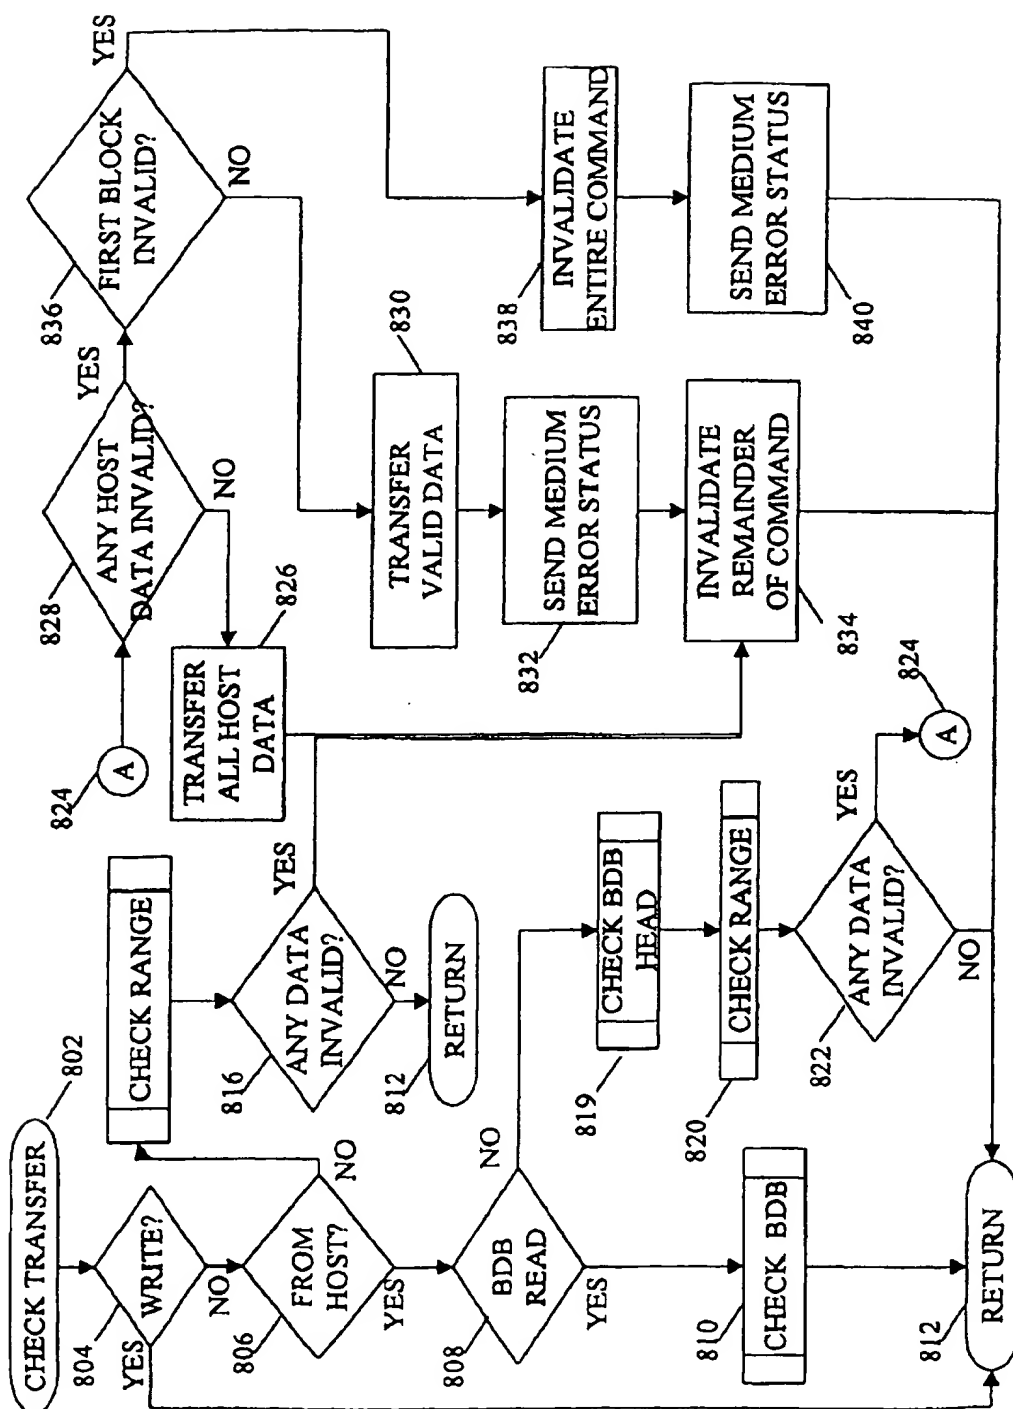 CHECK TRANSFER
802
WRITE?
804
YES
NO
FROM
HOST?
806
NO
YES
CHECK RANGE
ANY DATA
INVALID?
816
YES
NO
RETURN
812
BDB
READ
808
NO
YES
CHECK BDB
810
RETURN
812
CHECK BDB
HEAD
819
CHECK RANGE
820
ANY DATA
INVALID?
822
YES
NO
A
824
A
824
ANY HOST
DATA INVALID?
828
YES
NO
TRANSFER
ALL HOST
DATA
826
FIRST BLOCK
INVALID?
836
YES
NO
TRANSFER
VALID DATA
830
SEND MEDIUM
ERROR STATUS
832
INVALIDATE
REMAINDER
OF COMMAND
834
INVALIDATE
ENTIRE COMMAND
838
SEND MEDIUM
ERROR STATUS
840